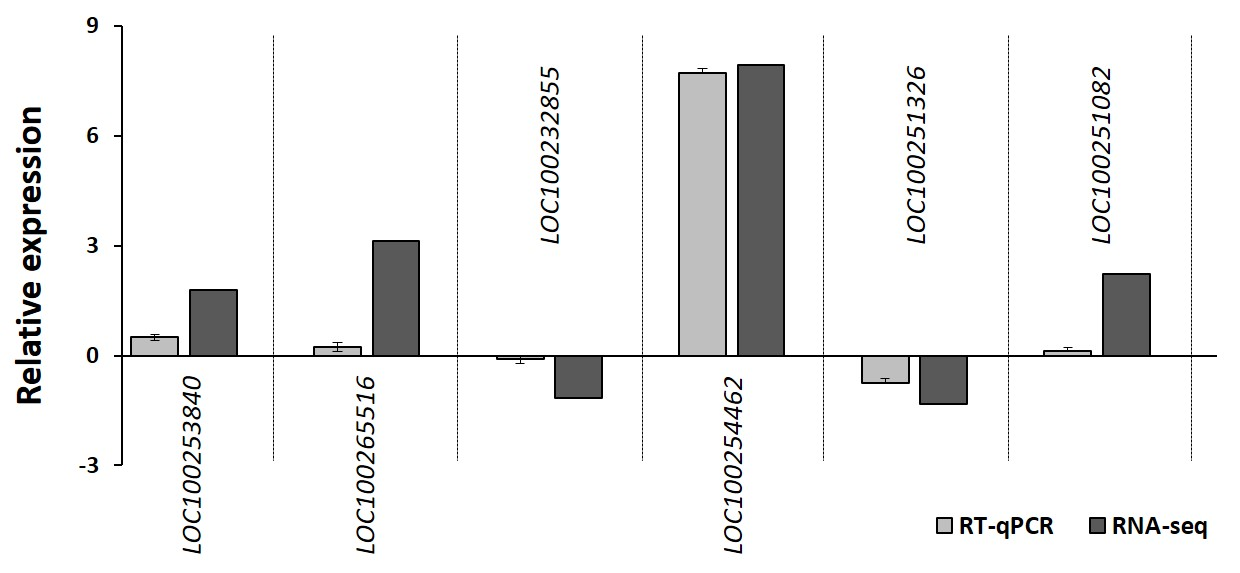 Relative expression
9
6
3
0
-3
LOC100253840
LOC100265516
LOC100232855
LOC100254462
LOC100251326
LOC100251082
RT-qPCR RNA-seq